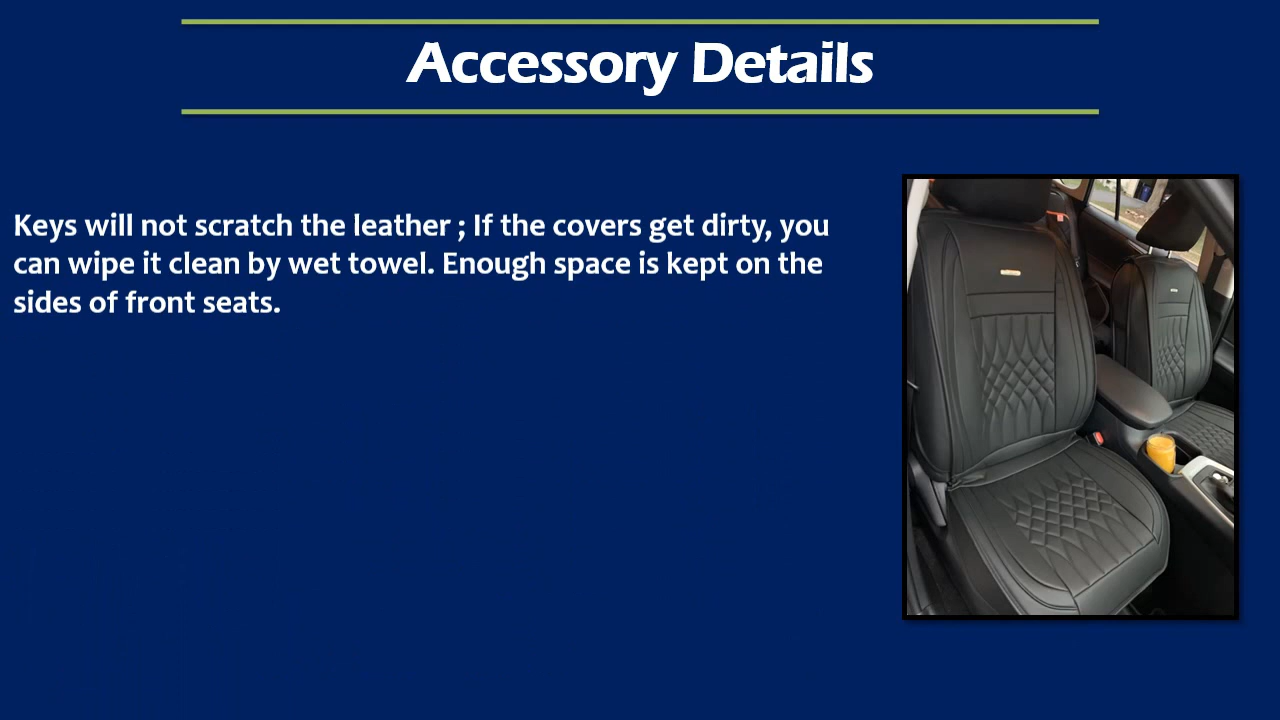 Accessory Details
Keys will not scratch the leather ; If the covers get dirty, you
can wipe it clean by wet towel. Enough space is kept on the
sides of front seats.